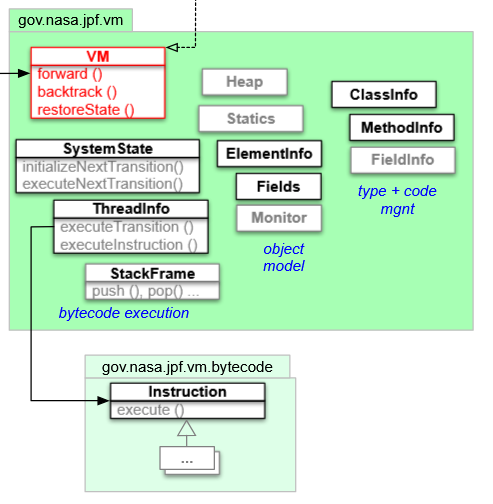 gov.nasa.jpf.vm
VM
forward ()
backtrack ()
restoreState ()
SystemState
initializeNextTransition()
executeNextTransition()
ThreadInfo
executeTransition ()
executeInstruction ()
StackFrame
push (), pop() ...
bytecode execution
Heap
Statics
ElementInfo
Fields
Monitor
object
model
ClassInfo
MethodInfo
FieldInfo
type + code
mgnt
gov.nasa.jpf.vm.bytecode
Instruction
execute ()
...